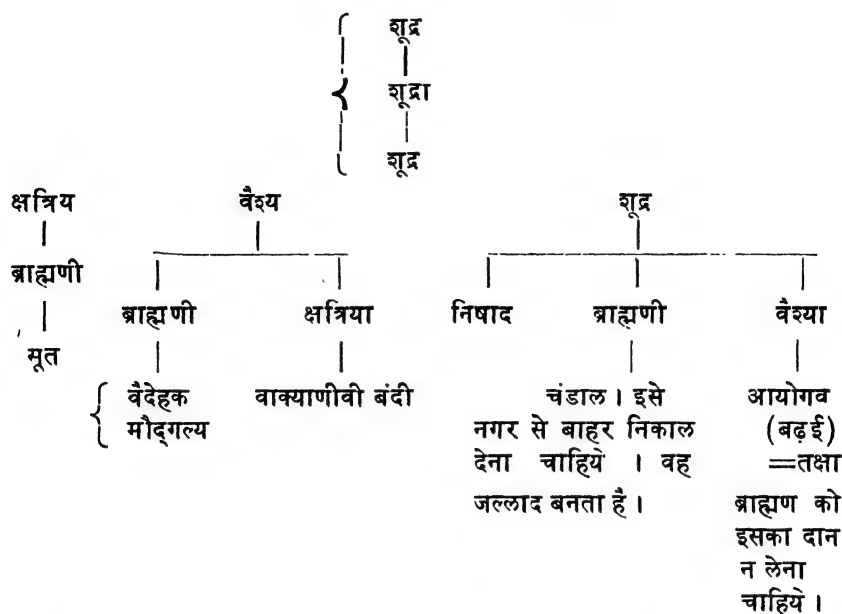 शूद्र
शूद्रा
शूद्र
क्षत्रिय वैश्य शूद्र
ब्राह्मणी
ब्राह्मणी क्षत्रिया निषाद ब्राह्मणी वैश्या
सूत
वैदेहक वाक्याणीवी बंदी चंडाल । इसे आयोगव
मौद्गल्य नगर से बाहर निकाल (बढ़ई)
देना चाहिये । वह =तक्षा
जल्लाद बनता है । ब्राह्मण को
इसका दान
न लेना
चाहिये ।